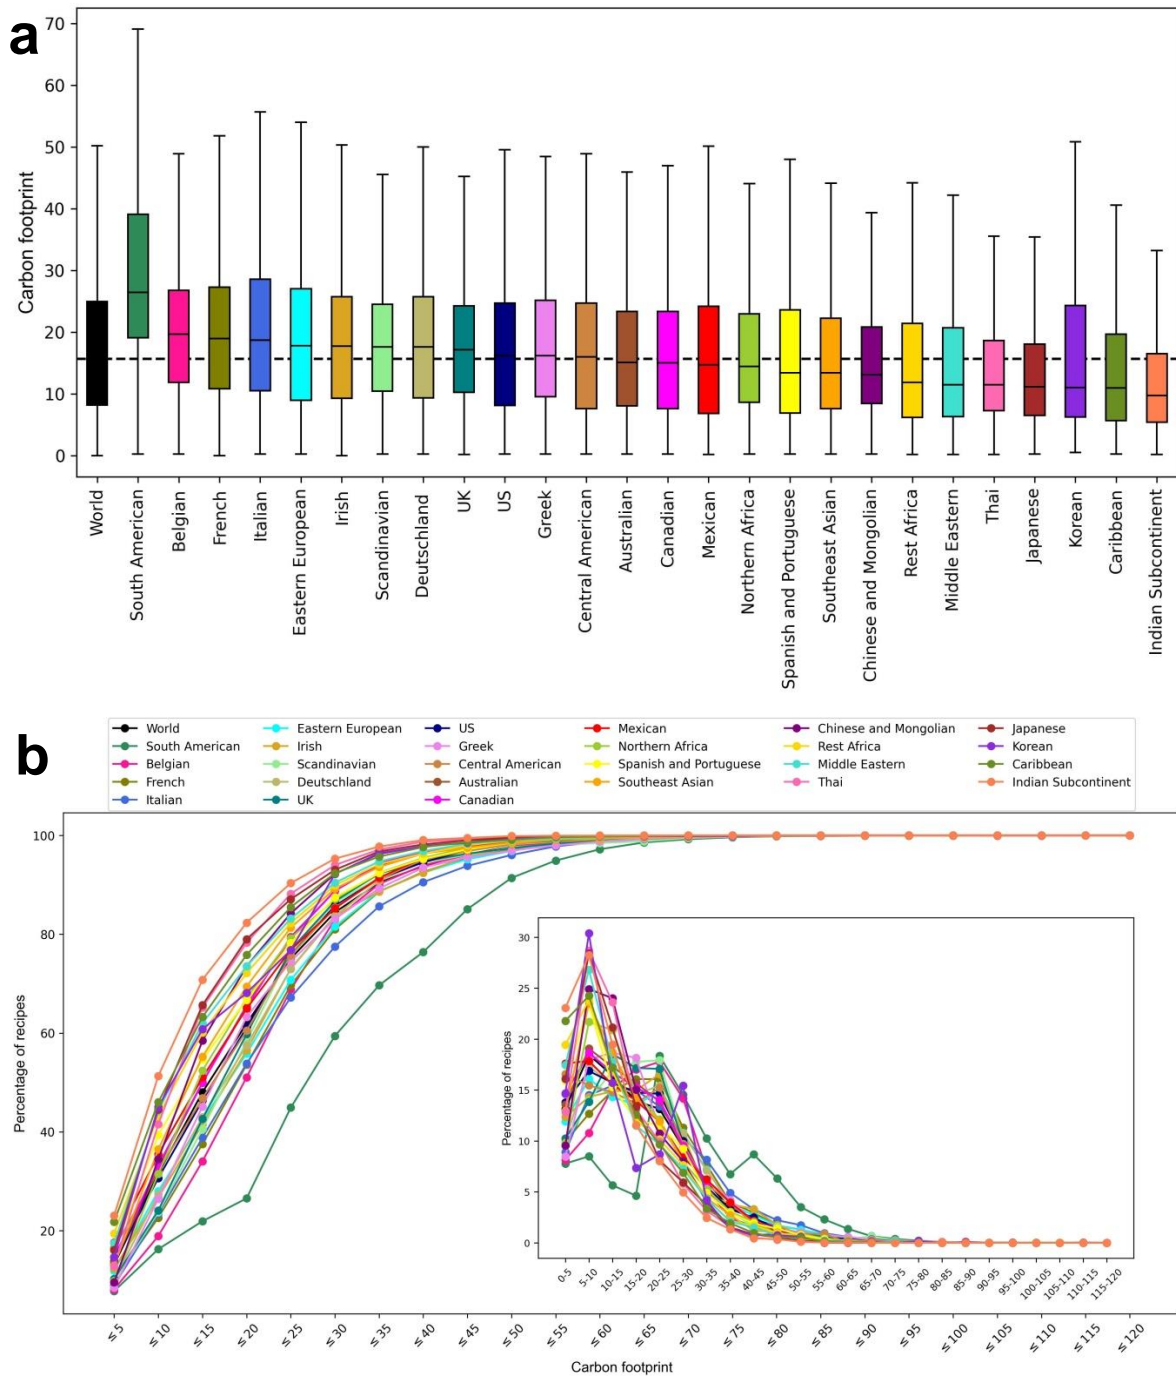 a
70
60
50
40
30
20
10
0
Carbon footprint
World
South American
Belgian
French
Italian
Eastern European
Irish
Scandinavian
Deutschland
UK
US
Greek
Central American
Australian
Canadian
Mexican
Northern Africa
Spanish and Portuguese
Southeast Asian
Chinese and Mongolian
Rest Africa
Middle Eastern
Thai
Japanese
Korean
Caribbean
Indian Subcontinent
b
World Eastern European US Mexican Chinese and Mongolian Japanese
South American Irish Greek Northern Africa Rest Africa Korean
Belgian Scandinavian Central American Spanish and Portuguese Middle Eastern Caribbean
French Deutschland Australian Southeast Asian Thai Indian Subcontinent
Italian UK Canadian
100
80
60
40
20
Percentage of recipes
30
25
20
15
10
5
0
Percentage of recipes
0-5 5-10 10-15 15-20 20-25 25-30 30-35 35-40 40-45 45-50 50-55 55-60 60-65 65-70 70-75 75-80 80-85 85-90 90-95 95-100 100-105 105-110 110-115 115-120
≤ 5 ≤ 10 ≤ 15 ≤ 20 ≤ 25 ≤ 30 ≤ 35 ≤ 40 ≤ 45 ≤ 50 ≤ 55 ≤ 60 ≤ 65 ≤ 70 ≤ 75 ≤ 80 ≤ 85 ≤ 90 ≤ 95 ≤ 100 ≤ 105 ≤ 110 ≤ 115 ≤ 120
Carbon footprint